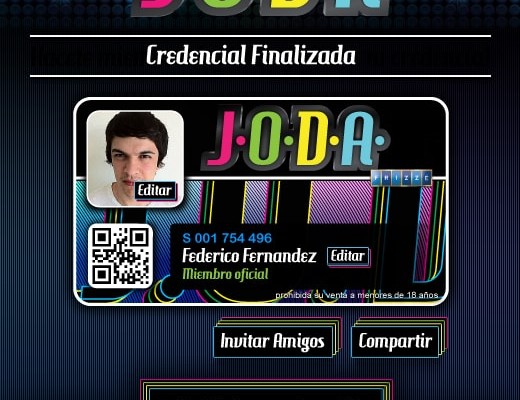 J·O·D·A·
Credencial Finalizada
J·O·D·A·
FRIZZE
Editar
S 001 754 496
Federico Fernandez Editar
Miembro oficial
prohibida su venta a menores de 18 años
Invitar Amigos Compartir